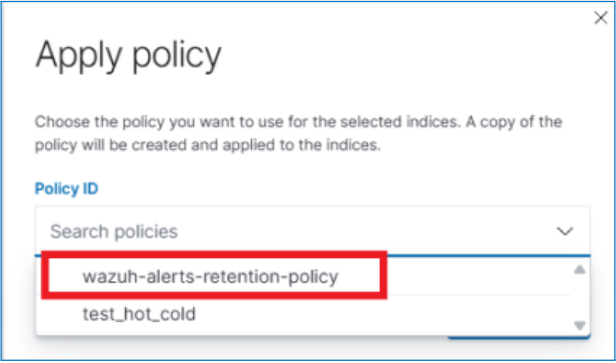 Apply policy
Choose the policy you want to use for the selected indices. A copy of the
policy will be created and applied to the indices.
Policy ID
Search policies
wazuh-alerts-retention-policy
test_hot_cold